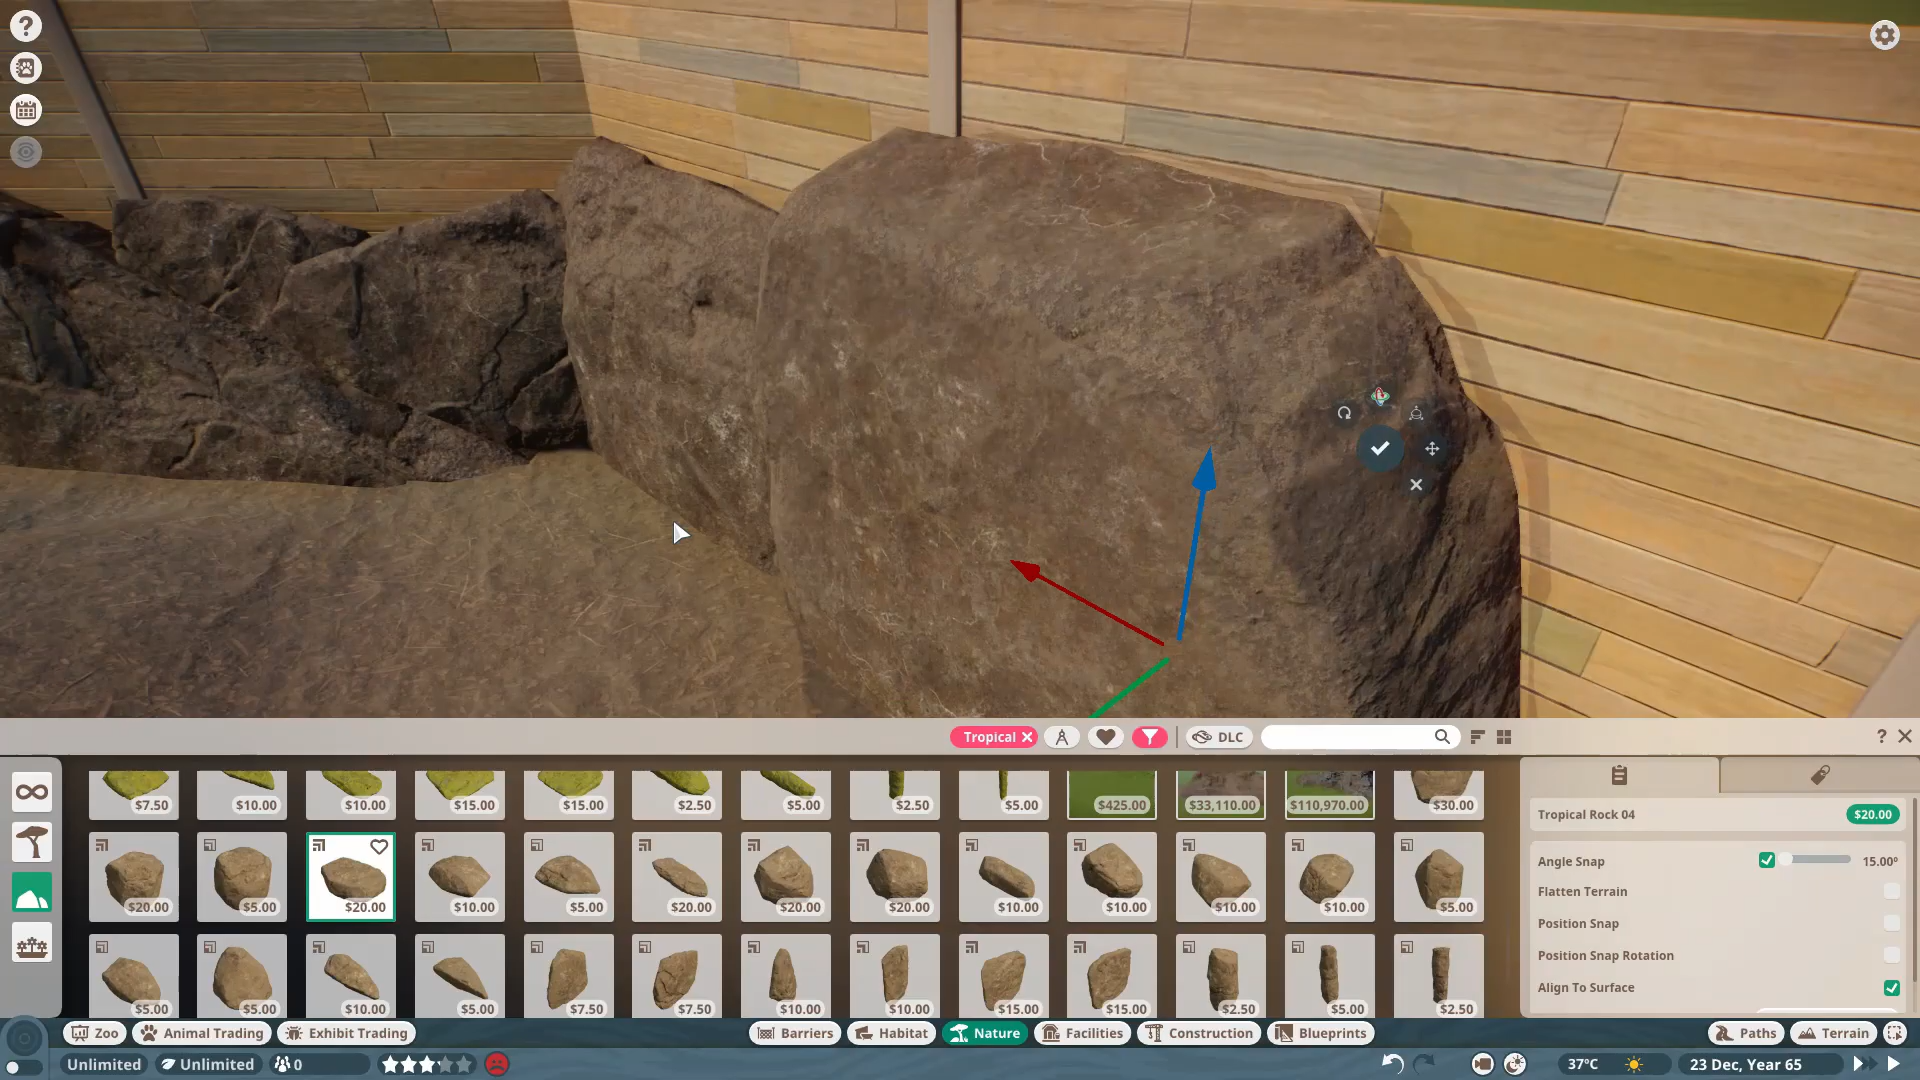 Tropical
DLC
$7.50 $10.00 $10.00 $15.00 $15.00 $2.50 $5.00 $2.50 $5.00 $425.00 $33,110.00 $110,970.00 $30.00
$20.00 $5.00 $20.00 $10.00 $5.00 $20.00 $20.00 $20.00 $10.00 $10.00 $10.00 $10.00 $5.00
$5.00 $5.00 $10.00 $5.00 $7.50 $7.50 $10.00 $10.00 $15.00 $15.00 $2.50 $5.00 $2.50
Tropical Rock 04 $20.00
Angle Snap 15.00°
Flatten Terrain
Position Snap
Position Snap Rotation
Align To Surface
Zoo Animal Trading Exhibit Trading Barriers Habitat Nature Facilities Construction Blueprints Paths Terrain
Unlimited Unlimited 0 37°C 23 Dec, Year 65